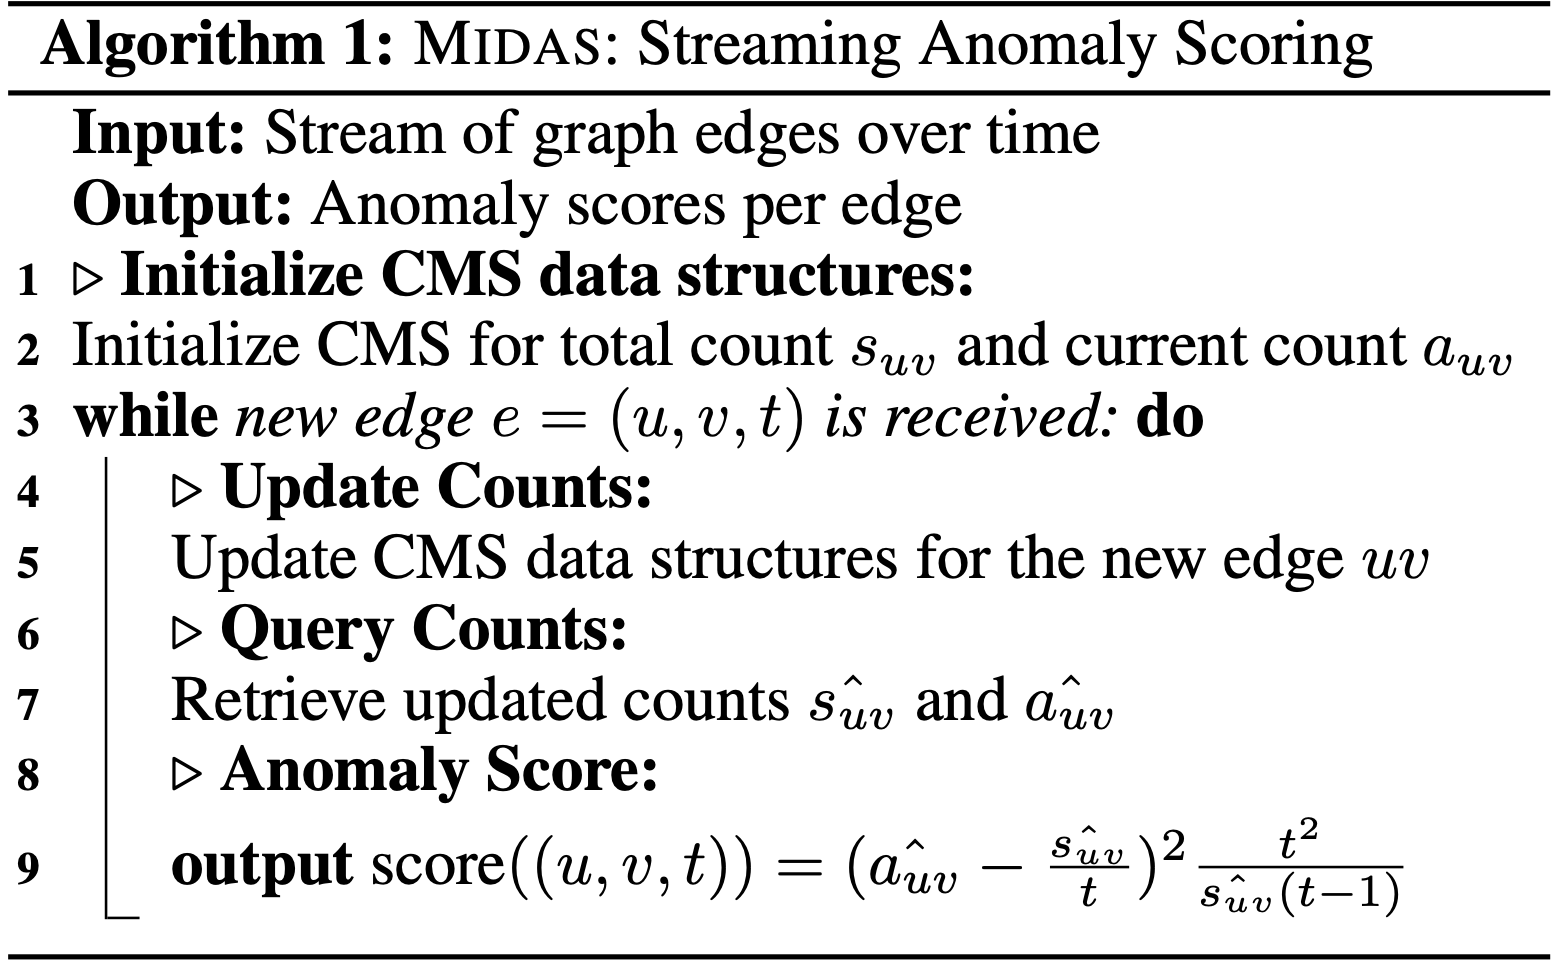 Algorithm 1: MIDAS: Streaming Anomaly Scoring
Input: Stream of graph edges over time
Output: Anomaly scores per edge
1 ▷ Initialize CMS data structures:
2 Initialize CMS for total count $s_{uv}$ and current count $a_{uv}$
3 while new edge $e = (u, v, t)$ is received: do
4 ▷ Update Counts:
5 Update CMS data structures for the new edge $uv$
6 ▷ Query Counts:
7 Retrieve updated counts $\hat{s_{uv}}$ and $\hat{a_{uv}}$
8 ▷ Anomaly Score:
9 output score$((u, v, t)) = (\hat{a_{uv}} - \frac{\hat{s_{uv}}}{t})^2 \frac{t^2}{\hat{s_{uv}}(t-1)}$